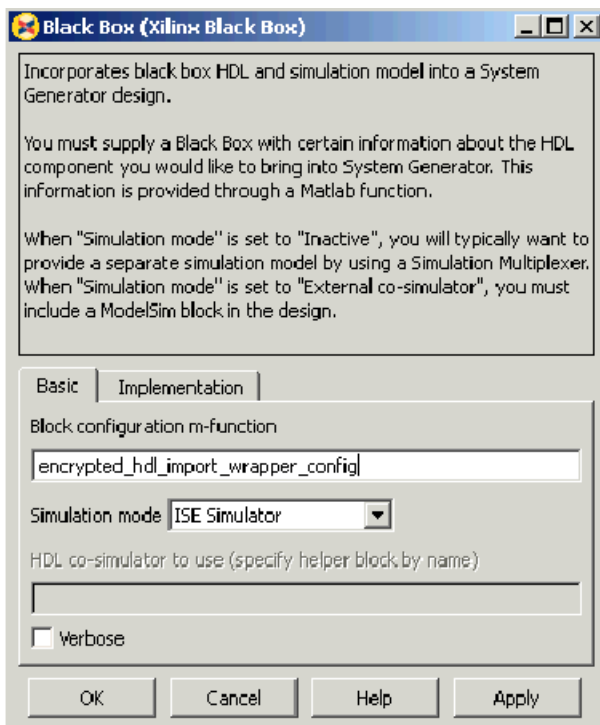 Black Box (Xilinx Black Box)
Incorporates black box HDL and simulation model into a System
Generator design.
You must supply a Black Box with certain information about the HDL
component you would like to bring into System Generator. This
information is provided through a Matlab function.
When "Simulation mode" is set to "Inactive", you will typically want to
provide a separate simulation model by using a Simulation Multiplexer.
When "Simulation mode" is set to "External co-simulator", you must
include a ModelSim block in the design.
Basic Implementation
Block configuration m-function
encrypted_hdl_import_wrapper_config
Simulation mode ISE Simulator
HDL co-simulator to use (specify helper block by name)
Verbose
OK Cancel Help Apply